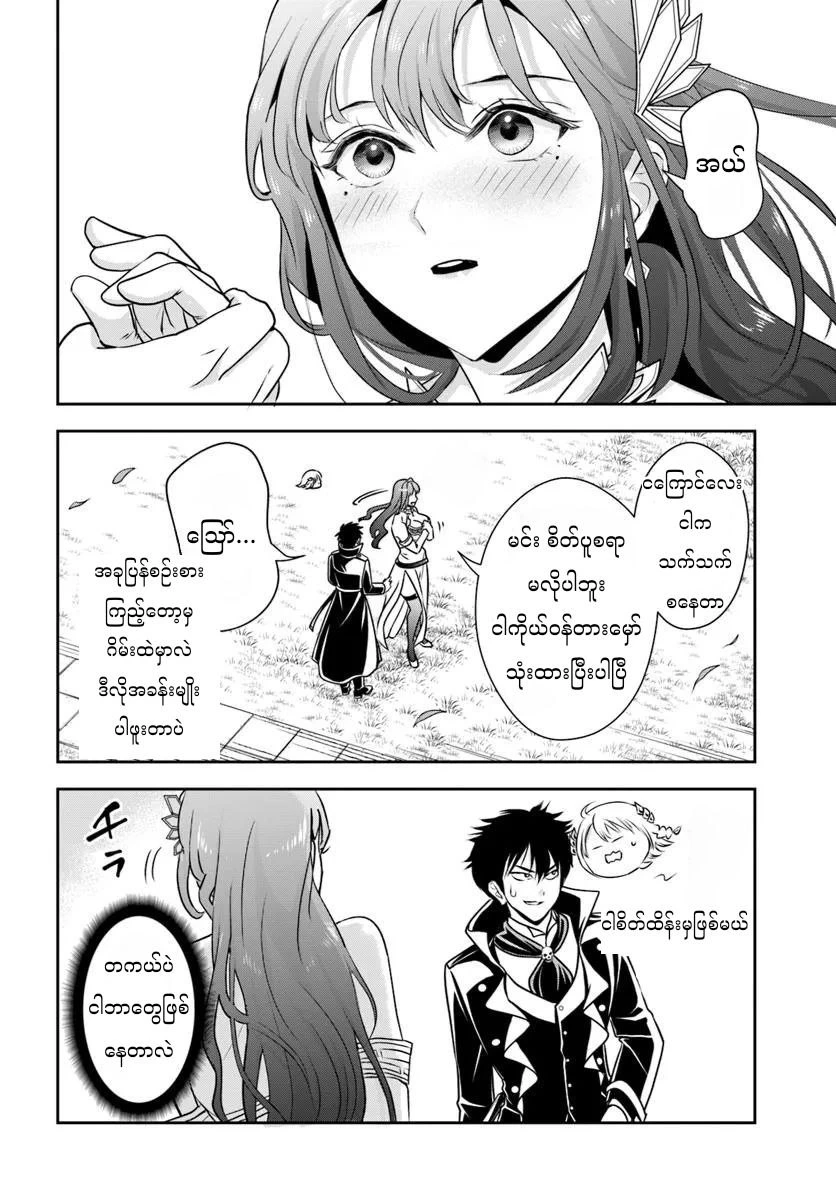 အယ်
ငကြောင်လေး
ငါက
သက်သက်
စနေတာ
မင်း စိတ်ပူစရာ
မလိုပါဘူး
ငါကိုယ်ဝန်တားမှော်
သုံးထားပြီးပါပြီ
ဪ...
အခုပြန်စဉ်းစား
ကြည့်တော့မှ
ဂိမ်းထဲမှာလဲ
ဒီလိုအခန်းမျိုး
ပါဖူးတာပဲ
ငါစိတ်ထိန်းမှဖြစ်မယ်
チラ
တကယ်ပဲ
ငါဘာတွေဖြစ်
နေတာလဲ